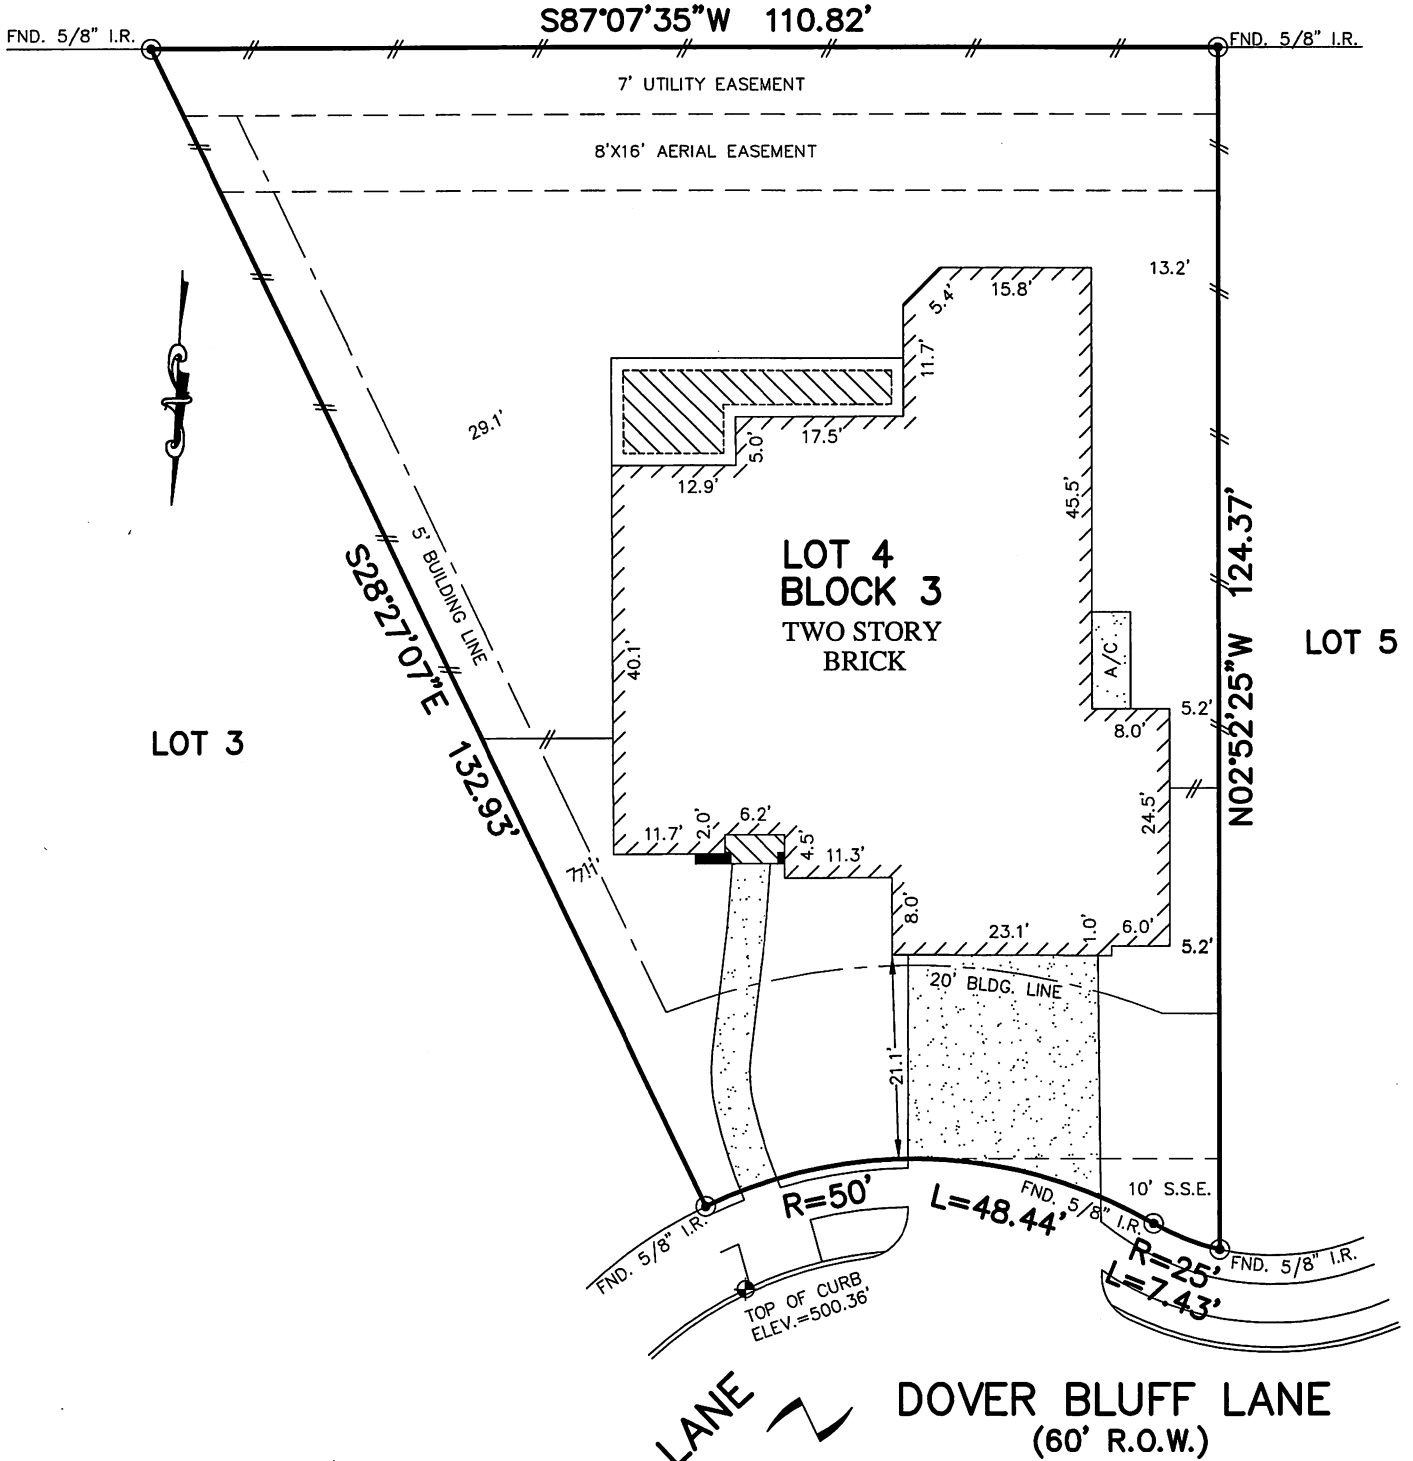 S87°07'35"W 110.82'
FND. 5/8" I.R.
FND. 5/8" I.R.
7' UTILITY EASEMENT
8'X16' AERIAL EASEMENT
13.2'
15.8'
5.4'
11.7'
29.1'
17.5'
5.0'
12.9'
45.5'
5' BUILDING LINE
S28°27'07"E 132.93'
LOT 4
BLOCK 3
TWO STORY
BRICK
N02°52'25"W 124.37'
LOT 5
LOT 3
40.1'
A/C
5.2'
8.0'
24.5'
11.7'
2.0'
6.2'
4.5'
11.3'
8.0'
23.1'
1.0'
6.0'
5.2'
20' BLDG. LINE
21.1'
10' S.S.E.
FND. 5/8" I.R.
R=50'
L=48.44'
FND. 5/8" I.R.
R=25'
L=7.43'
FND. 5/8" I.R.
TOP OF CURB
ELEV.=500.36'
LANE
DOVER BLUFF LANE
(60' R.O.W.)